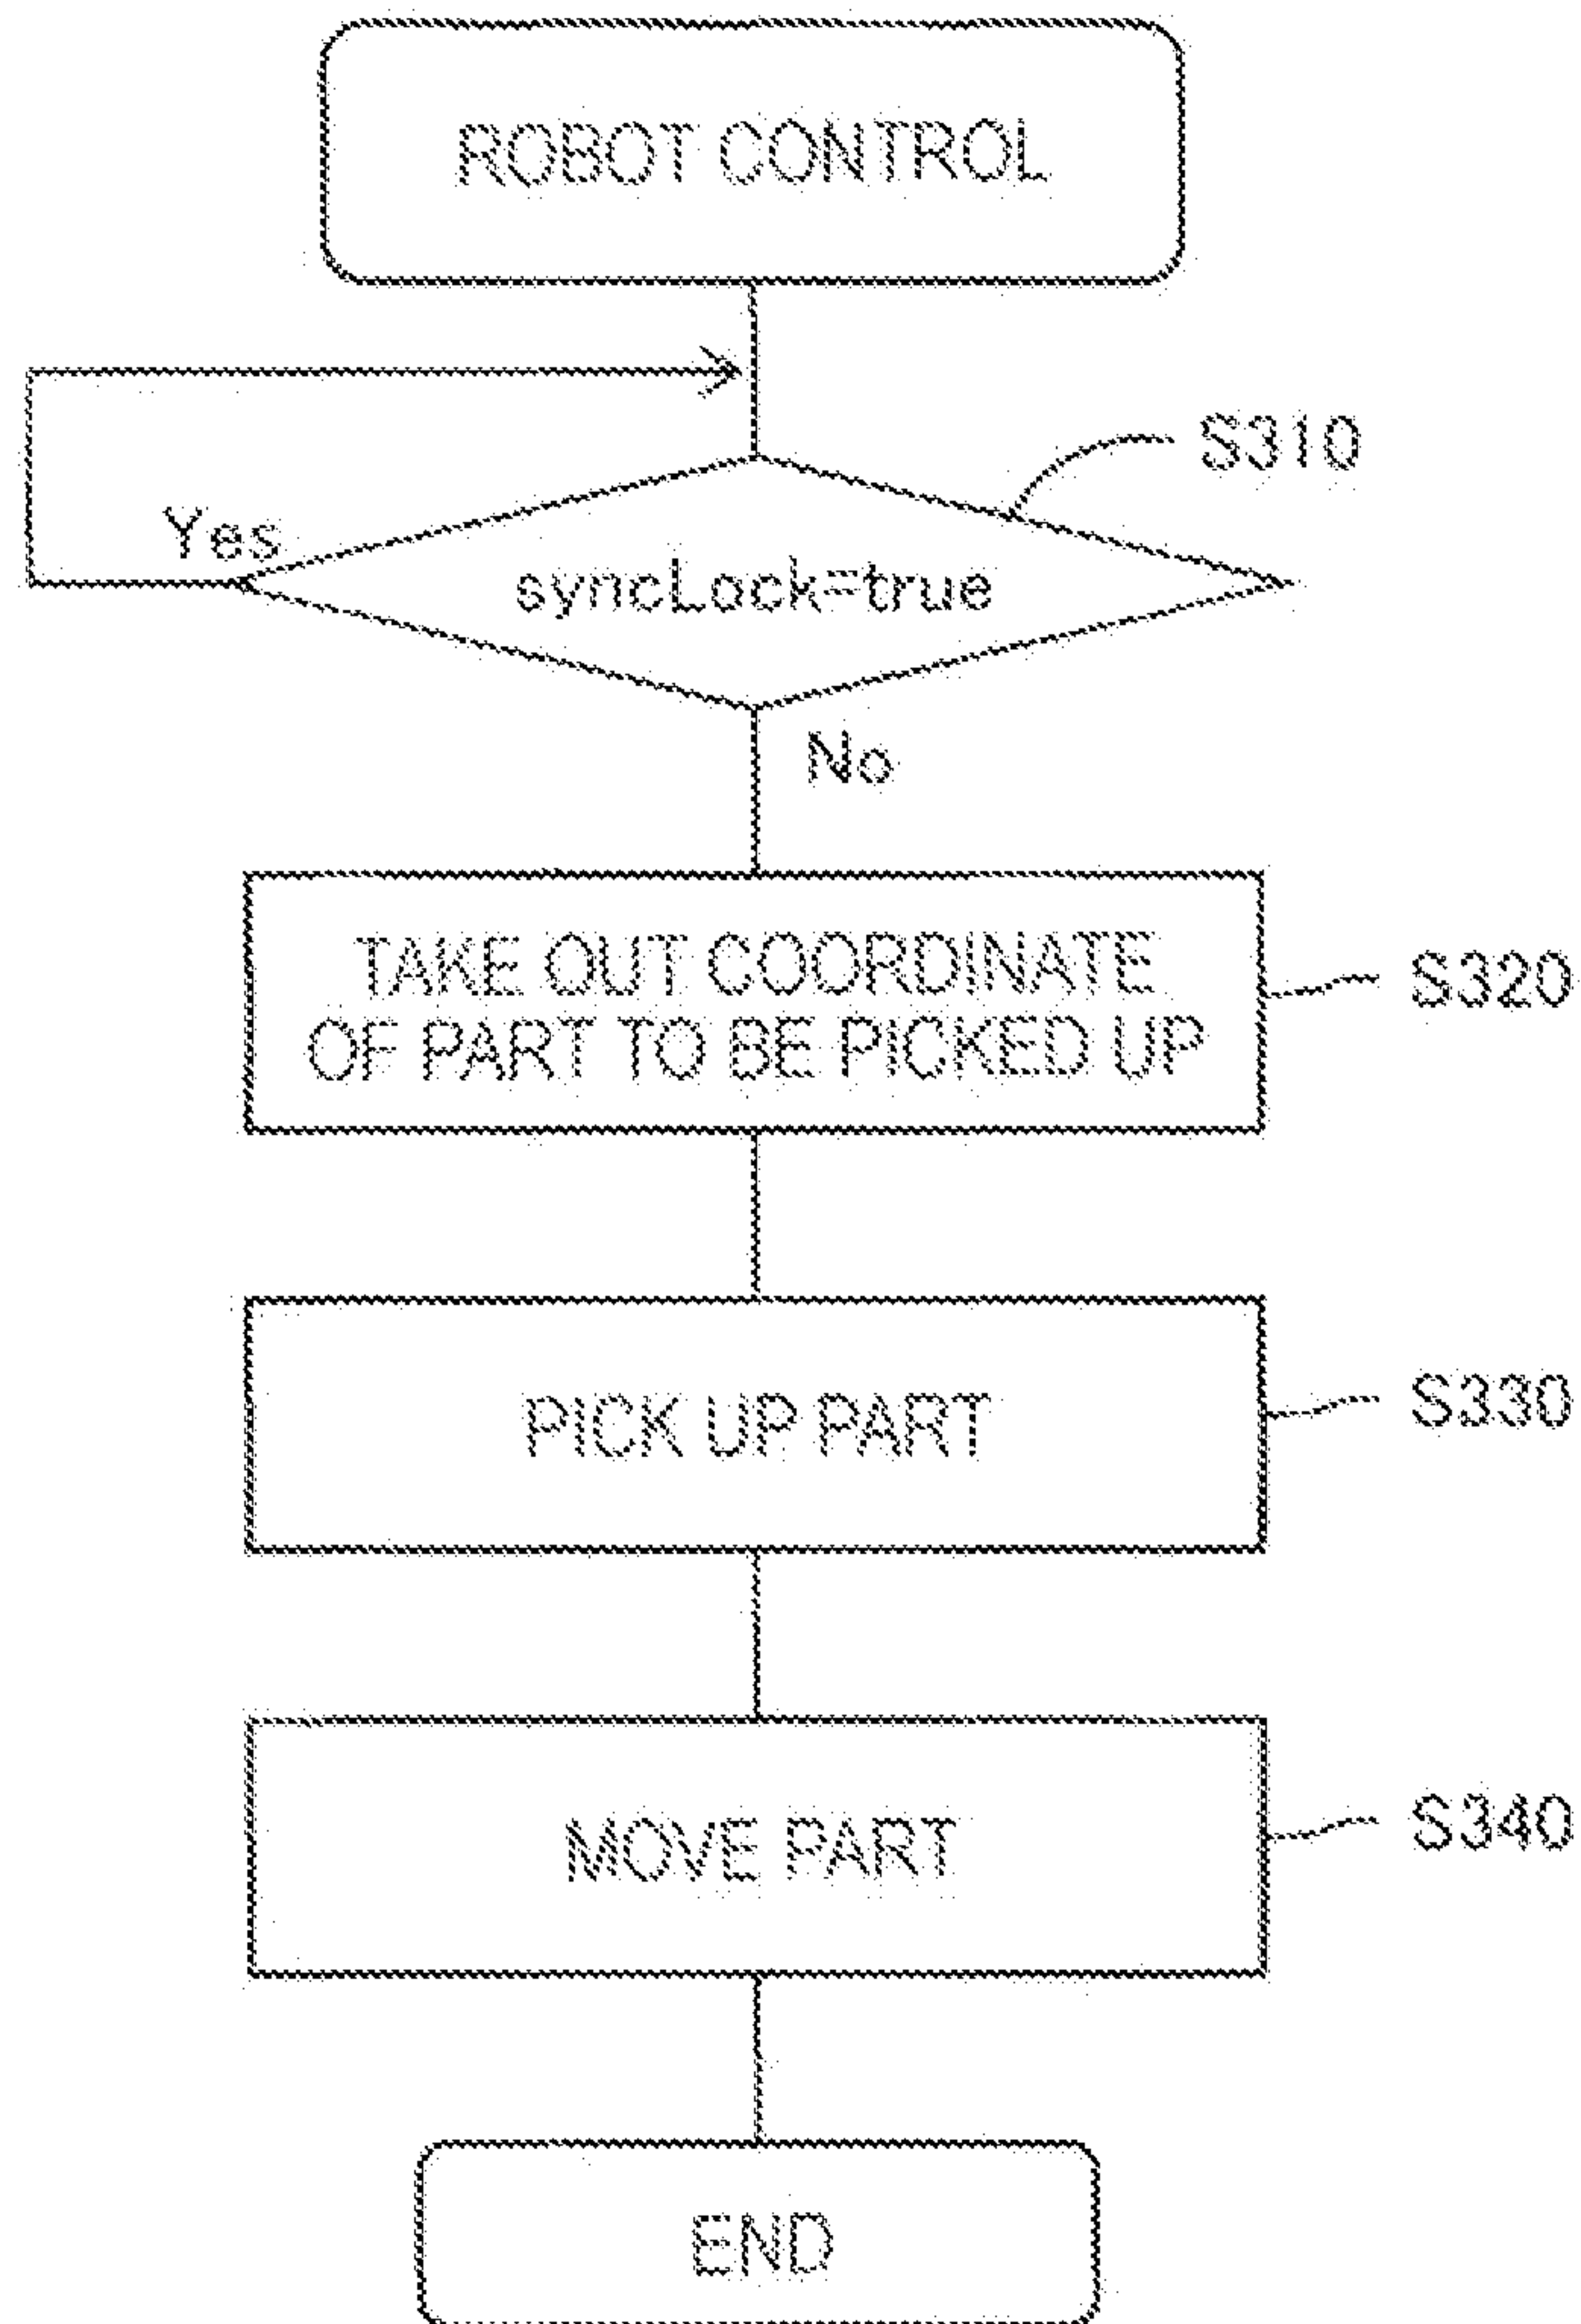 ROBOT CONTROL
S310
Yes
syncLock=true
No
TAKE OUT COORDINATE
OF PART TO BE PICKED UP
S320
PICK UP PART
S330
MOVE PART
S340
END